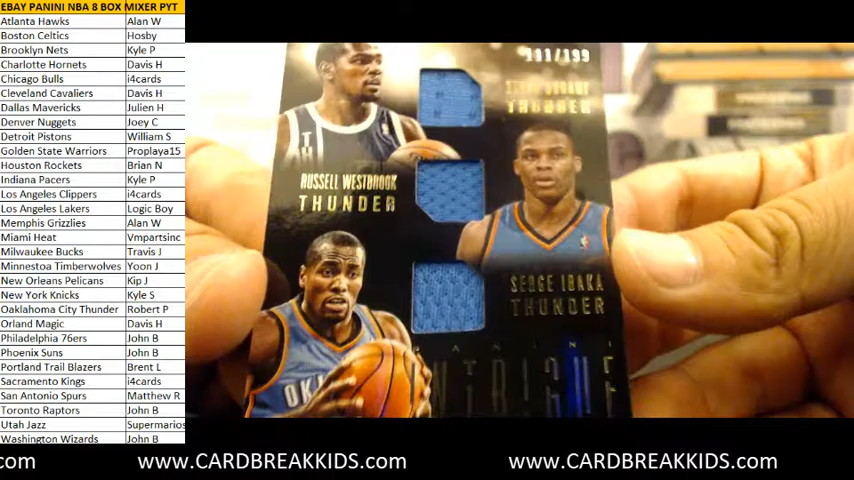 EBAY PANINI NBA 8 BOX MIXER PYT
Atlanta Hawks Alan W
Boston Celtics Hosby
Brooklyn Nets Kyle P
Charlotte Hornets Davis H
Chicago Bulls i4cards
Cleveland Cavaliers Davis H
Dallas Mavericks Julien H
Denver Nuggets Joey C
Detroit Pistons William S
Golden State Warriors Proplaya15
Houston Rockets Brian N
Indiana Pacers Kyle P
Los Angeles Clippers i4cards
Los Angeles Lakers Logic Boy
Memphis Grizzlies Alan W
Miami Heat Vmpartsinc
Milwaukee Bucks Travis J
Minnestoa Timberwolves Yoon J
New Orleans Pelicans Kip J
New York Knicks Kyle S
Oaklahoma City Thunder Robert P
Orland Magic Davis H
Philadelphia 76ers John B
Phoenix Suns John B
Portland Trail Blazers Brent L
Sacramento Kings i4cards
San Antonio Spurs Matthew R
Toronto Raptors John B
Utah Jazz Supermarios
Washington Wizards John B
/199
THUNDER
RUSSELL WESTBROOK
THUNDER
SERGE IBAKA
THUNDER
PANINI
INTRIGUE
OKL
.com www.CARDBREAKKIDS.com www.CARDBREAKKIDS.com